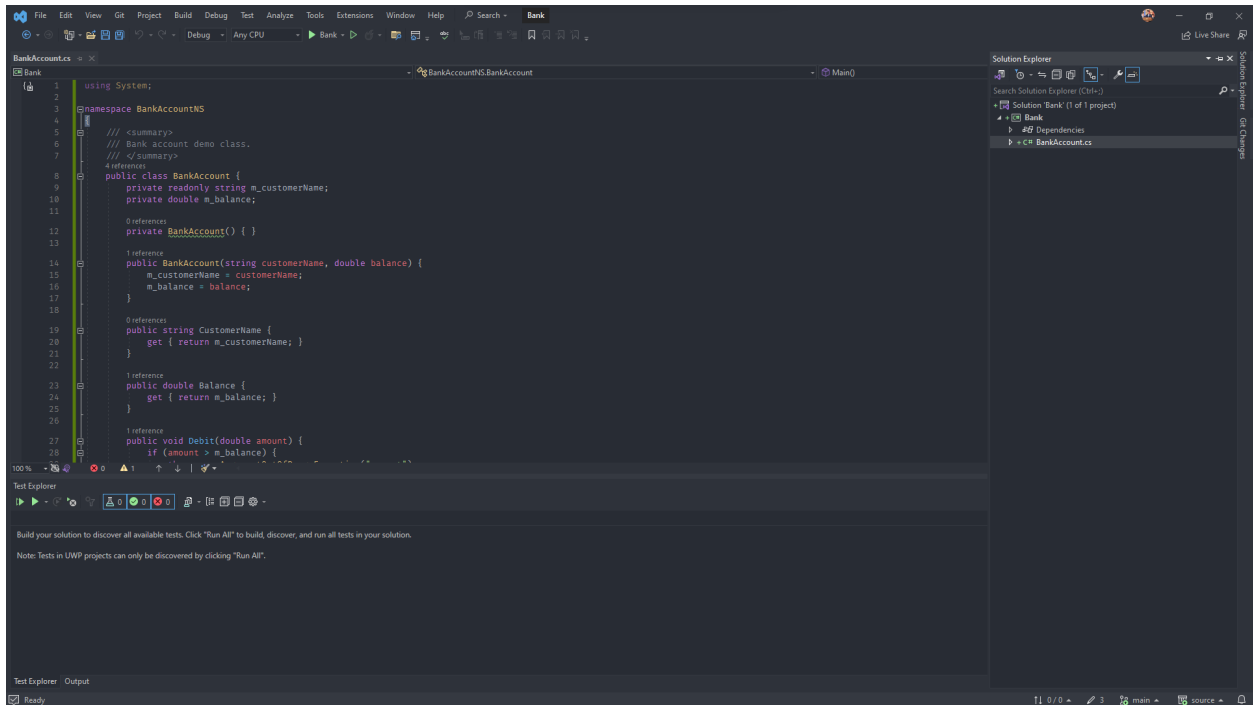 File Edit View Git Project Build Debug Test Analyze Tools Extensions Window Help Search Bank
Debug Any CPU Bank Live Share
BankAccount.cs
Bank BankAccountNS.BankAccount Main()
1 using System;
2
3 namespace BankAccountNS
4 {
5 /// <summary>
6 /// Bank account demo class.
7 /// </summary>
4 references
8 public class BankAccount {
9 private readonly string m_customerName;
10 private double m_balance;
11
0 references
12 private BankAccount() { }
13
1 reference
14 public BankAccount(string customerName, double balance) {
15 m_customerName = customerName;
16 m_balance = balance;
17 }
18
0 references
19 public string CustomerName {
20 get { return m_customerName; }
21 }
22
1 reference
23 public double Balance {
24 get { return m_balance; }
25 }
26
1 reference
27 public void Debit(double amount) {
28 if (amount > m_balance) {
100 % 0 1
Test Explorer
0 0 0
Build your solution to discover all available tests. Click "Run All" to build, discover, and run all tests in your solution.
Note: Tests in UWP projects can only be discovered by clicking "Run All".
Test Explorer Output
Ready 0 / 0 3 main source
Solution Explorer
Search Solution Explorer (Ctrl+;)
Solution 'Bank' (1 of 1 project)
C# Bank
Dependencies
C# BankAccount.cs
Solution Explorer
Git Changes